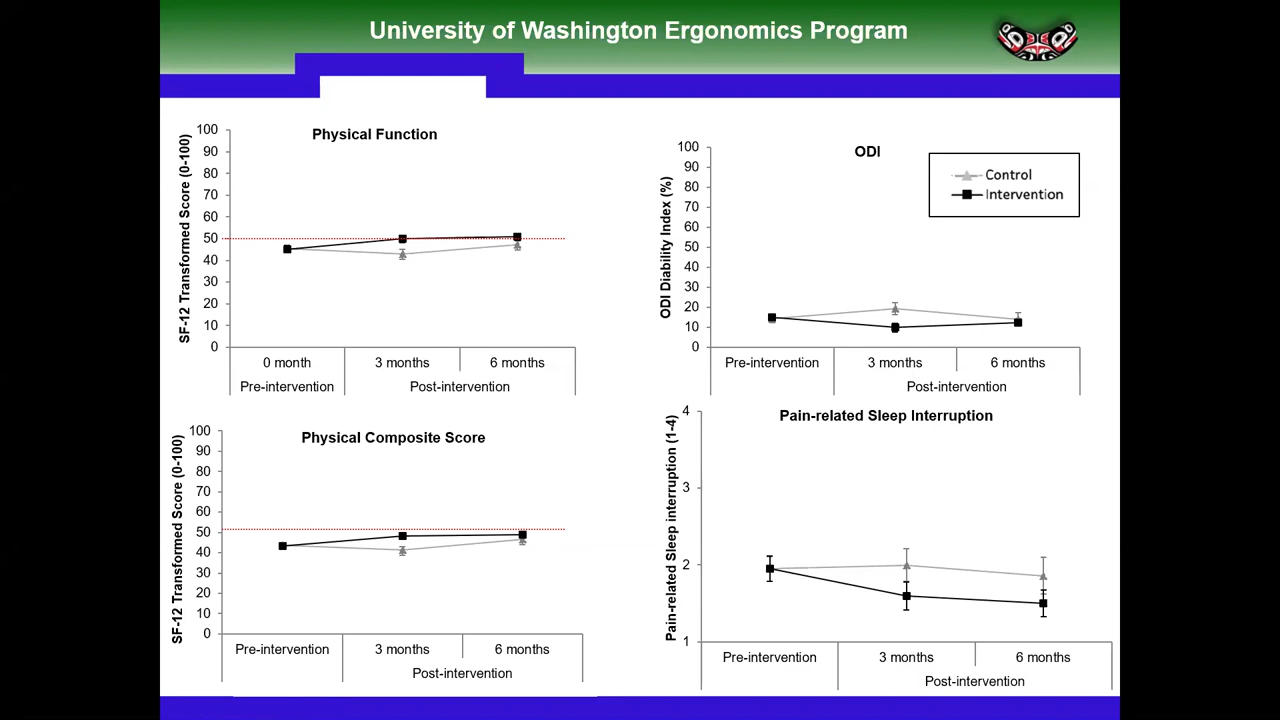 University of Washington Ergonomics Program
Physical Function
SF-12 Transformed Score (0-100)
100
90
80
70
60
50
40
30
20
10
0
0 month
3 months
6 months
Pre-intervention
Post-intervention
ODI
Control
Intervention
ODI Diability Index (%)
100
90
80
70
60
50
40
30
20
10
0
Pre-intervention
3 months
6 months
Post-intervention
Physical Composite Score
SF-12 Transformed Score (0-100)
100
90
80
70
60
50
40
30
20
10
0
Pre-intervention
3 months
6 months
Post-intervention
Pain-related Sleep Interruption
Pain-related Sleep interruption (1-4)
4
3
2
1
Pre-intervention
3 months
6 months
Post-intervention